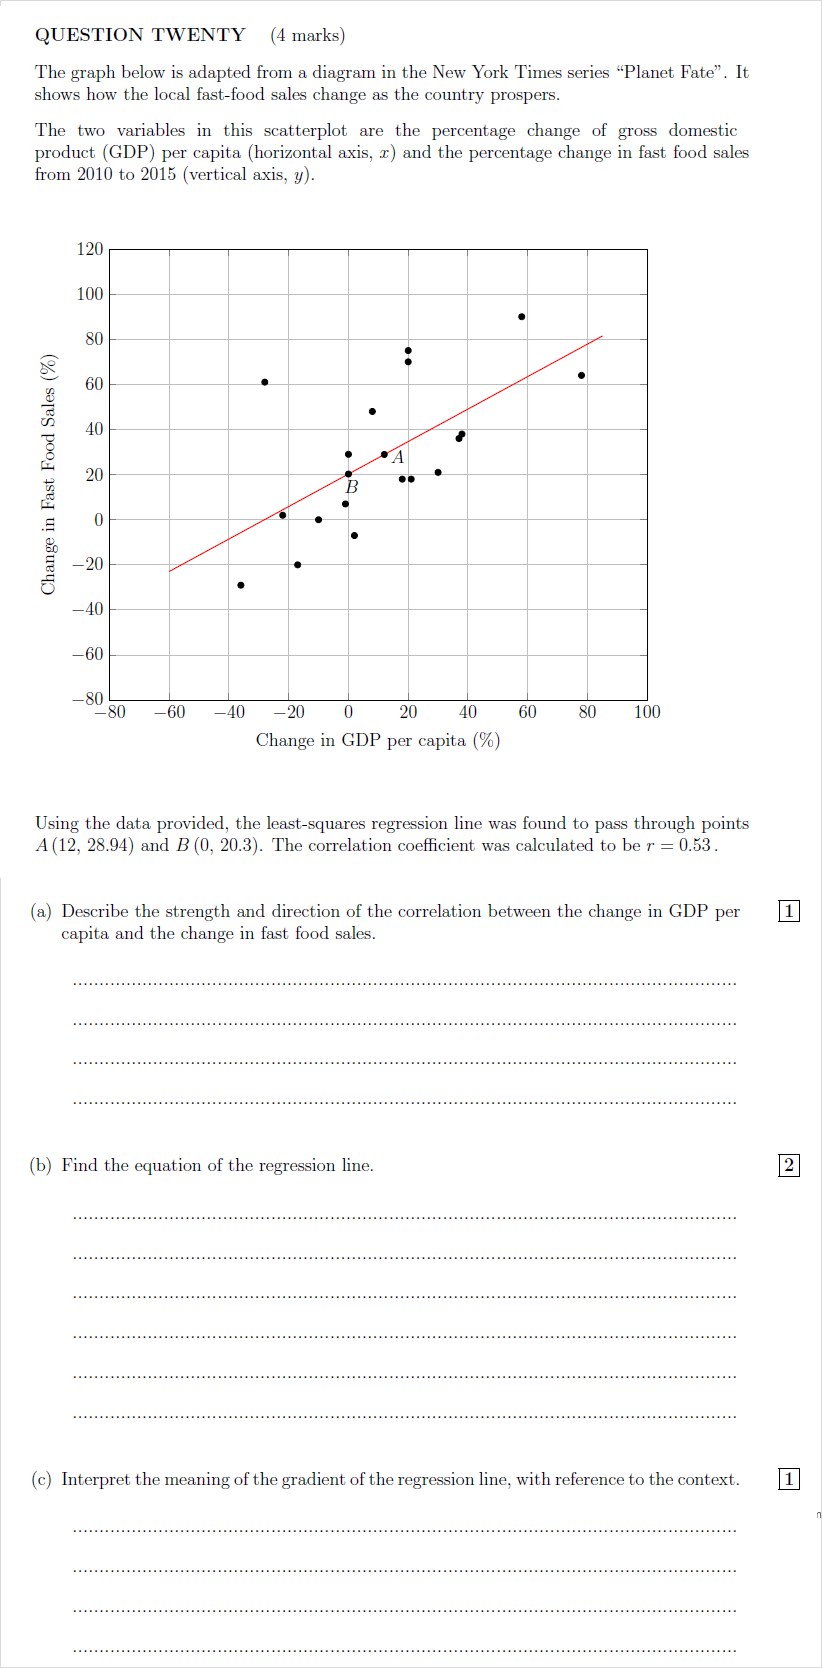 QUESTION TWENTY (4 marks)
The graph below is adapted from a diagram in the New York Times series “Planet Fate”. It
shows how the local fast-food sales change as the country prospers.
The two variables in this scatterplot are the percentage change of gross domestic
product (GDP) per capita (horizontal axis, x) and the percentage change in fast food sales
from 2010 to 2015 (vertical axis, y).
120
100
80
60
40
20
0
−20
−40
−60
−80
Change in Fast Food Sales (%)
A
B
−80 −60 −40 −20 0 20 40 60 80 100
Change in GDP per capita (%)
Using the data provided, the least-squares regression line was found to pass through points
A (12, 28.94) and B (0, 20.3). The correlation coefficient was calculated to be r = 0.53 .
(a) Describe the strength and direction of the correlation between the change in GDP per 1
capita and the change in fast food sales.
(b) Find the equation of the regression line. 2
(c) Interpret the meaning of the gradient of the regression line, with reference to the context. 1